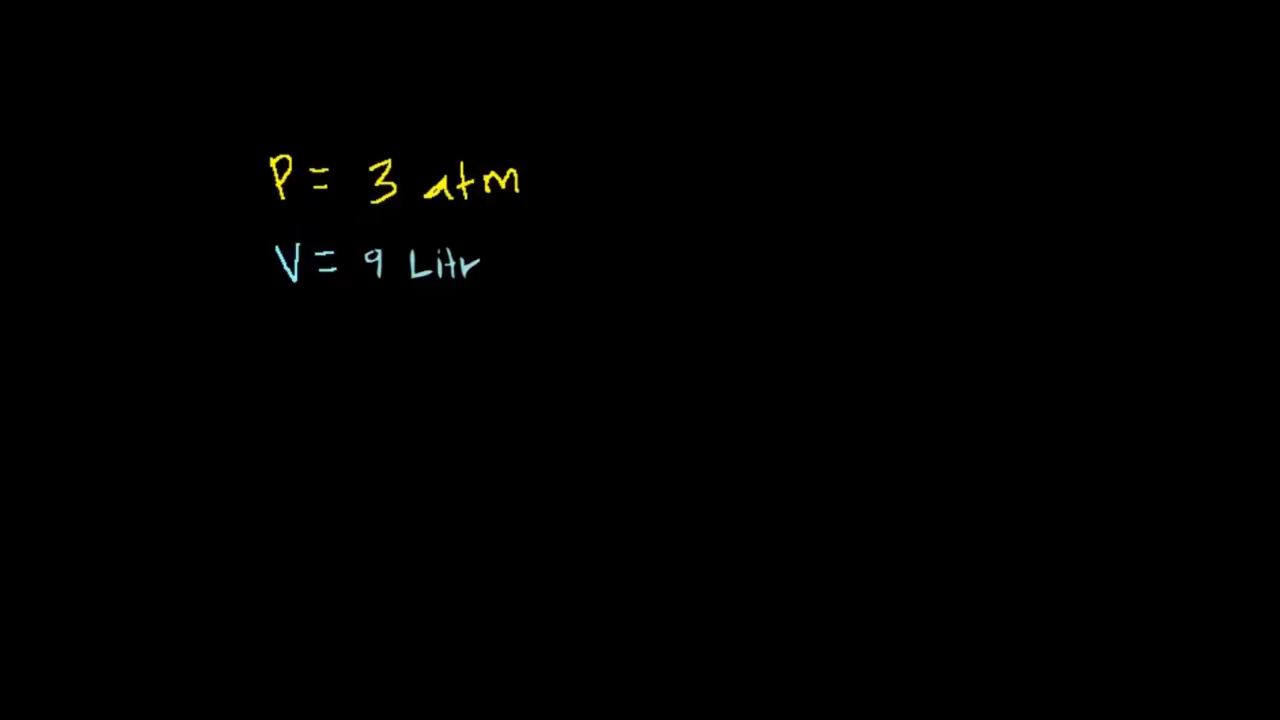 P = 3 atm
V = 9 Litr